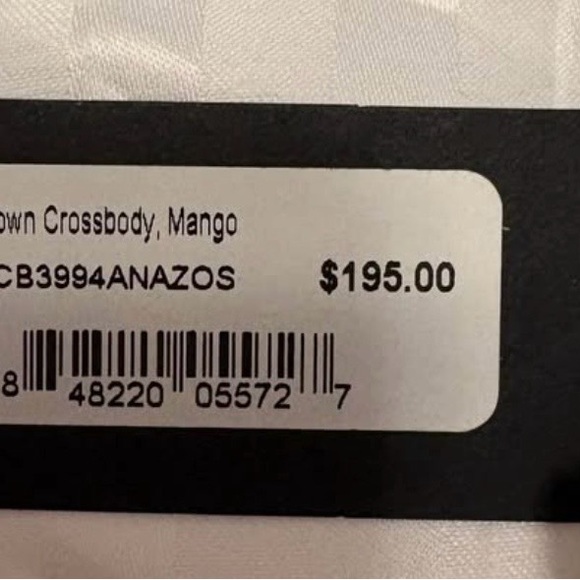 own Crossbody, Mango
CB3994ANAZOS $195.00
8 48220 05572 7